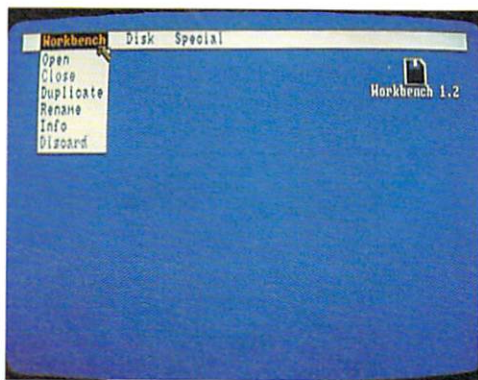 Workbench Disk Special
Open
Close
Duplicate
Rename
Info
Discard
Workbench 1.2